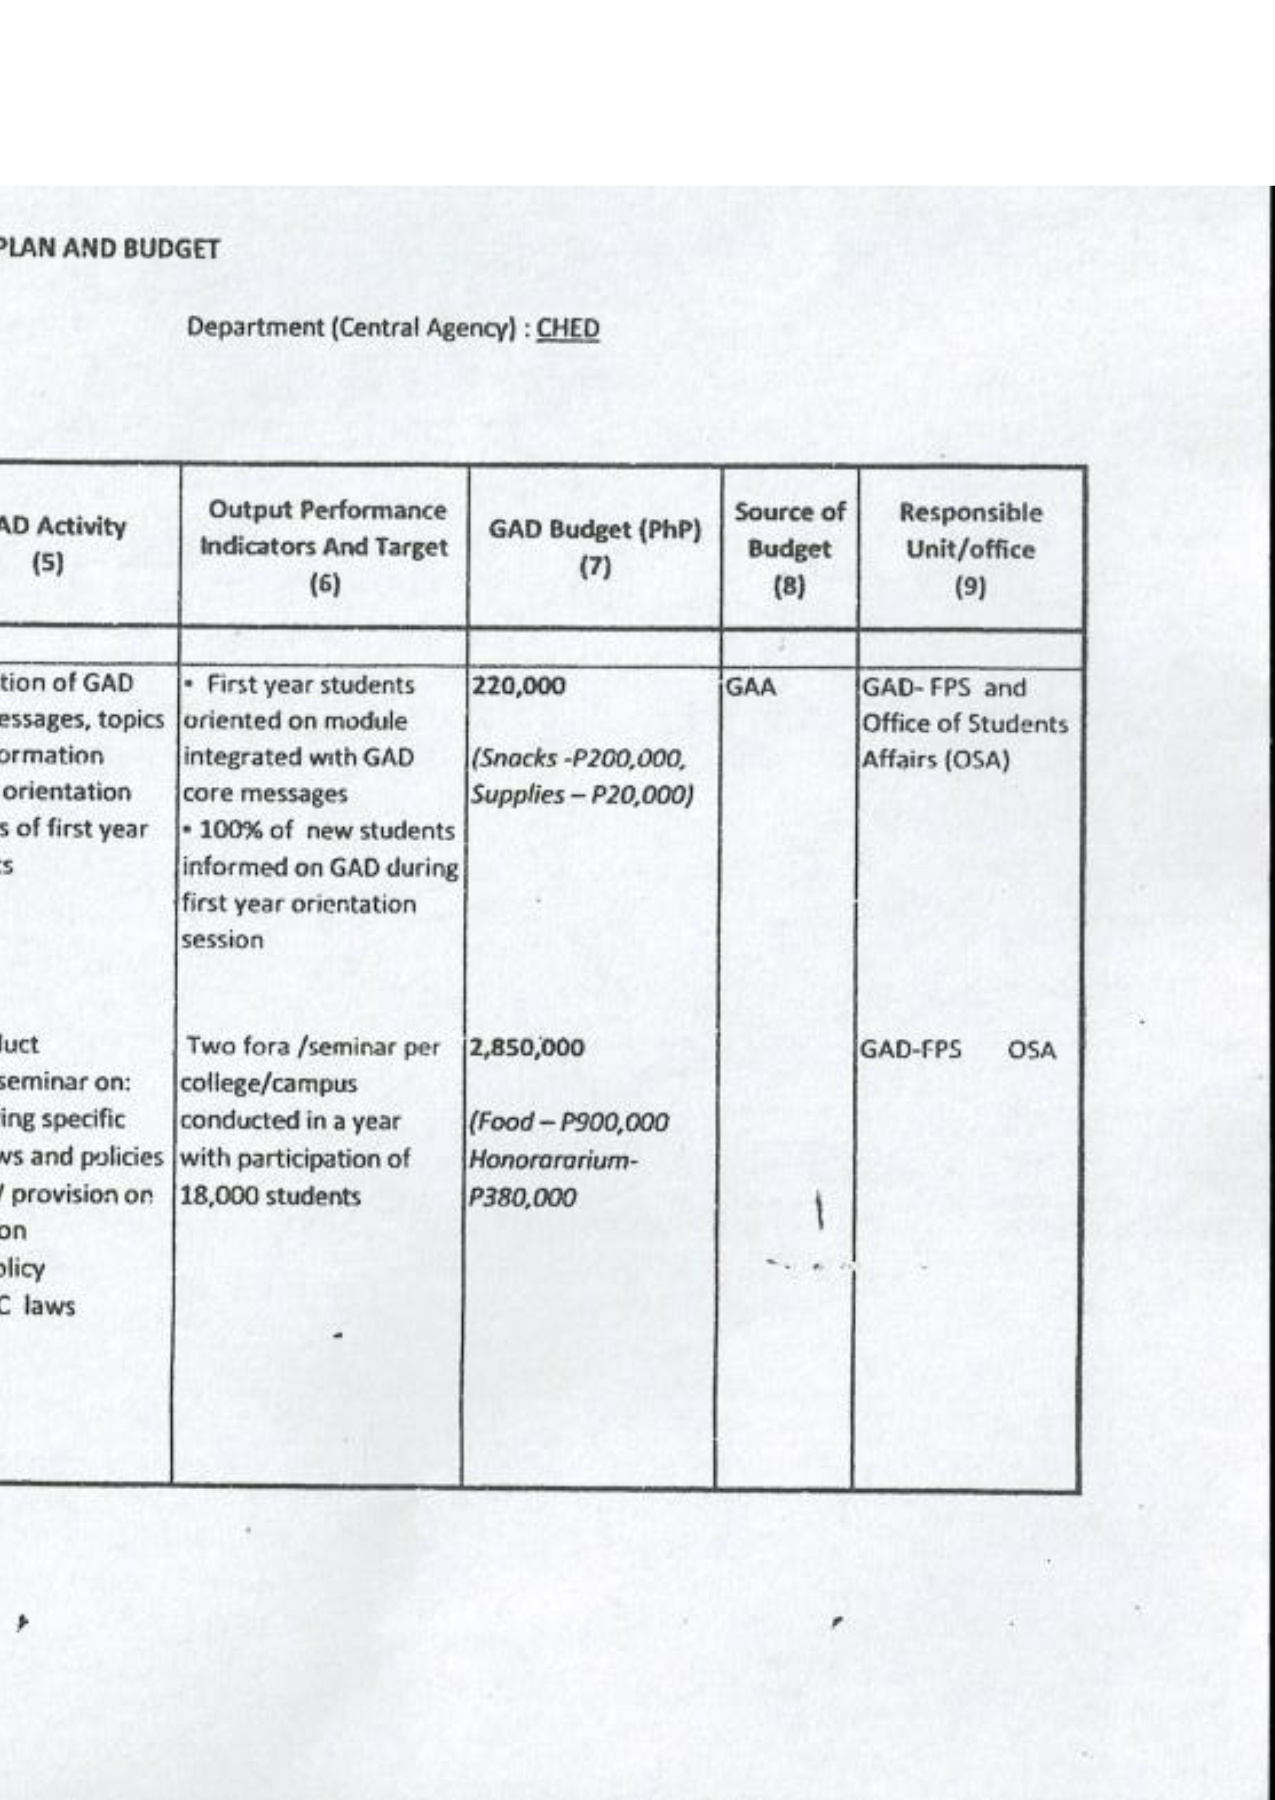 PLAN AND BUDGET
Department (Central Agency) : CHED
AD Activity
(5)
Output Performance
Indicators And Target
(6)
GAD Budget (PhP)
(7)
Source of
Budget
(8)
Responsible
Unit/office
(9)
tion of GAD
essages, topics
ormation
orientation
s of first year
s
• First year students
oriented on module
integrated with GAD
core messages
• 100% of new students
informed on GAD during
first year orientation
session
220,000
(Snacks -P200,000,
Supplies – P20,000)
GAA
GAD- FPS and
Office of Students
Affairs (OSA)
luct
seminar on:
ing specific
ws and policies
/ provision on
on
olicy
C laws
Two fora /seminar per
college/campus
conducted in a year
with participation of
18,000 students
2,850,000
(Food – P900,000
Honorararium-
P380,000
GAD-FPS OSA